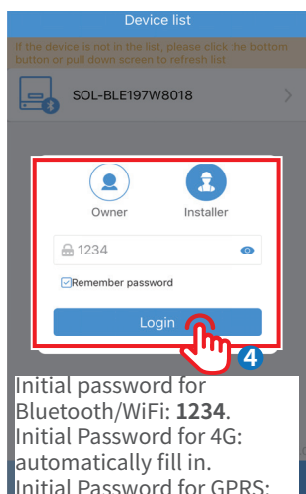 Device list
If the device is not in the list, please click :he bottom
button or pull down screen to refresh list
SOL-BLE197W8018
Owner Installer
1234
Remember password
Login
4
Initial password for
Bluetooth/WiFi: 1234.
Initial Password for 4G:
automatically fill in.
Initial Password for GPRS: